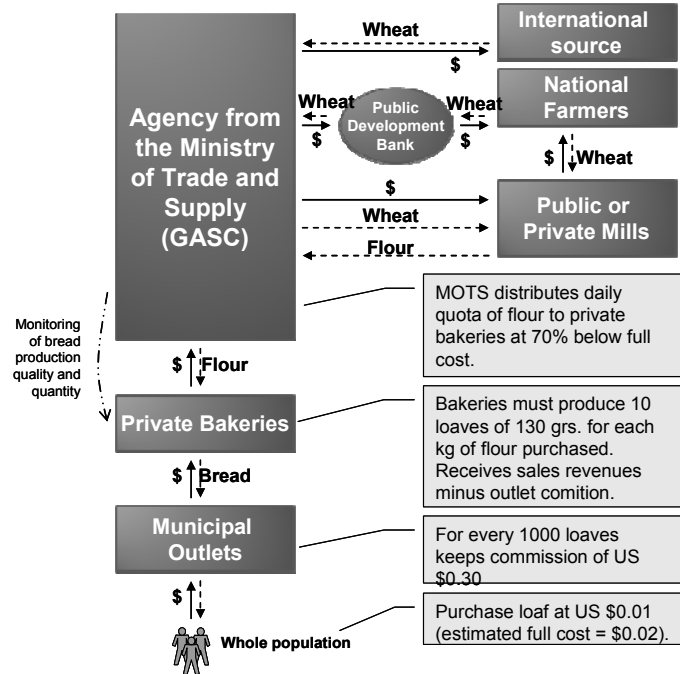 Wheat
$
International
source
Agency from
the Ministry
of Trade and
Supply
(GASC)
Wheat
$
Public
Development
Bank
Wheat
$
National
Farmers
$
Wheat
$
Wheat
Flour
Public or
Private Mills
MOTS distributes daily
quota of flour to private
bakeries at 70% below full
cost.
Monitoring
of bread
production
quality and
quantity
$
Flour
Private Bakeries
Bakeries must produce 10
loaves of 130 grs. for each
kg of flour purchased.
Receives sales revenues
minus outlet comition.
$
Bread
Municipal
Outlets
For every 1000 loaves
keeps commission of US
$0.30
$
Whole population
Purchase loaf at US $0.01
(estimated full cost = $0.02).